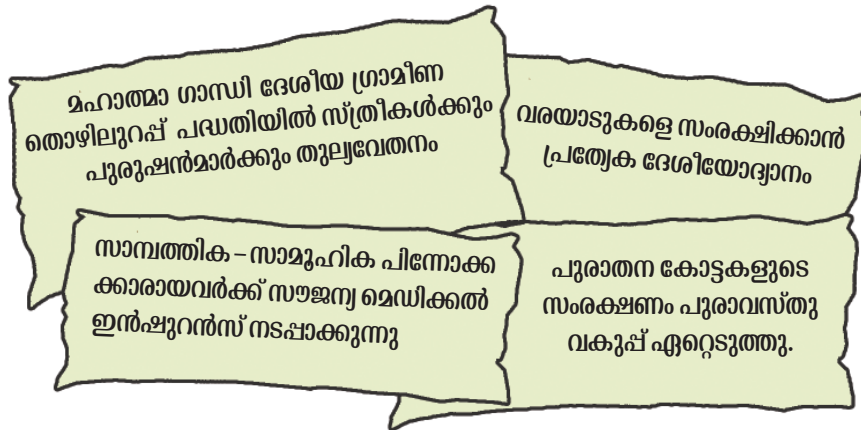 മഹാത്മാ ഗാന്ധി ദേശീയ ഗ്രാമീണ
തൊഴിലുറപ്പ് പദ്ധതിയിൽ സ്ത്രീകൾക്കും
പുരുഷൻമാർക്കും തുല്യവേതനം
വരയാടുകളെ സംരക്ഷിക്കാൻ
പ്രത്യേക ദേശീയോദ്യാനം
സാമ്പത്തിക – സാമൂഹിക പിന്നോക്ക
ക്കാരായവർക്ക് സൗജന്യ മെഡിക്കൽ
ഇൻഷുറൻസ് നടപ്പാക്കുന്നു
പുരാതന കോട്ടകളുടെ
സംരക്ഷണം പുരാവസ്തു
വകുപ്പ് ഏറ്റെടുത്തു.